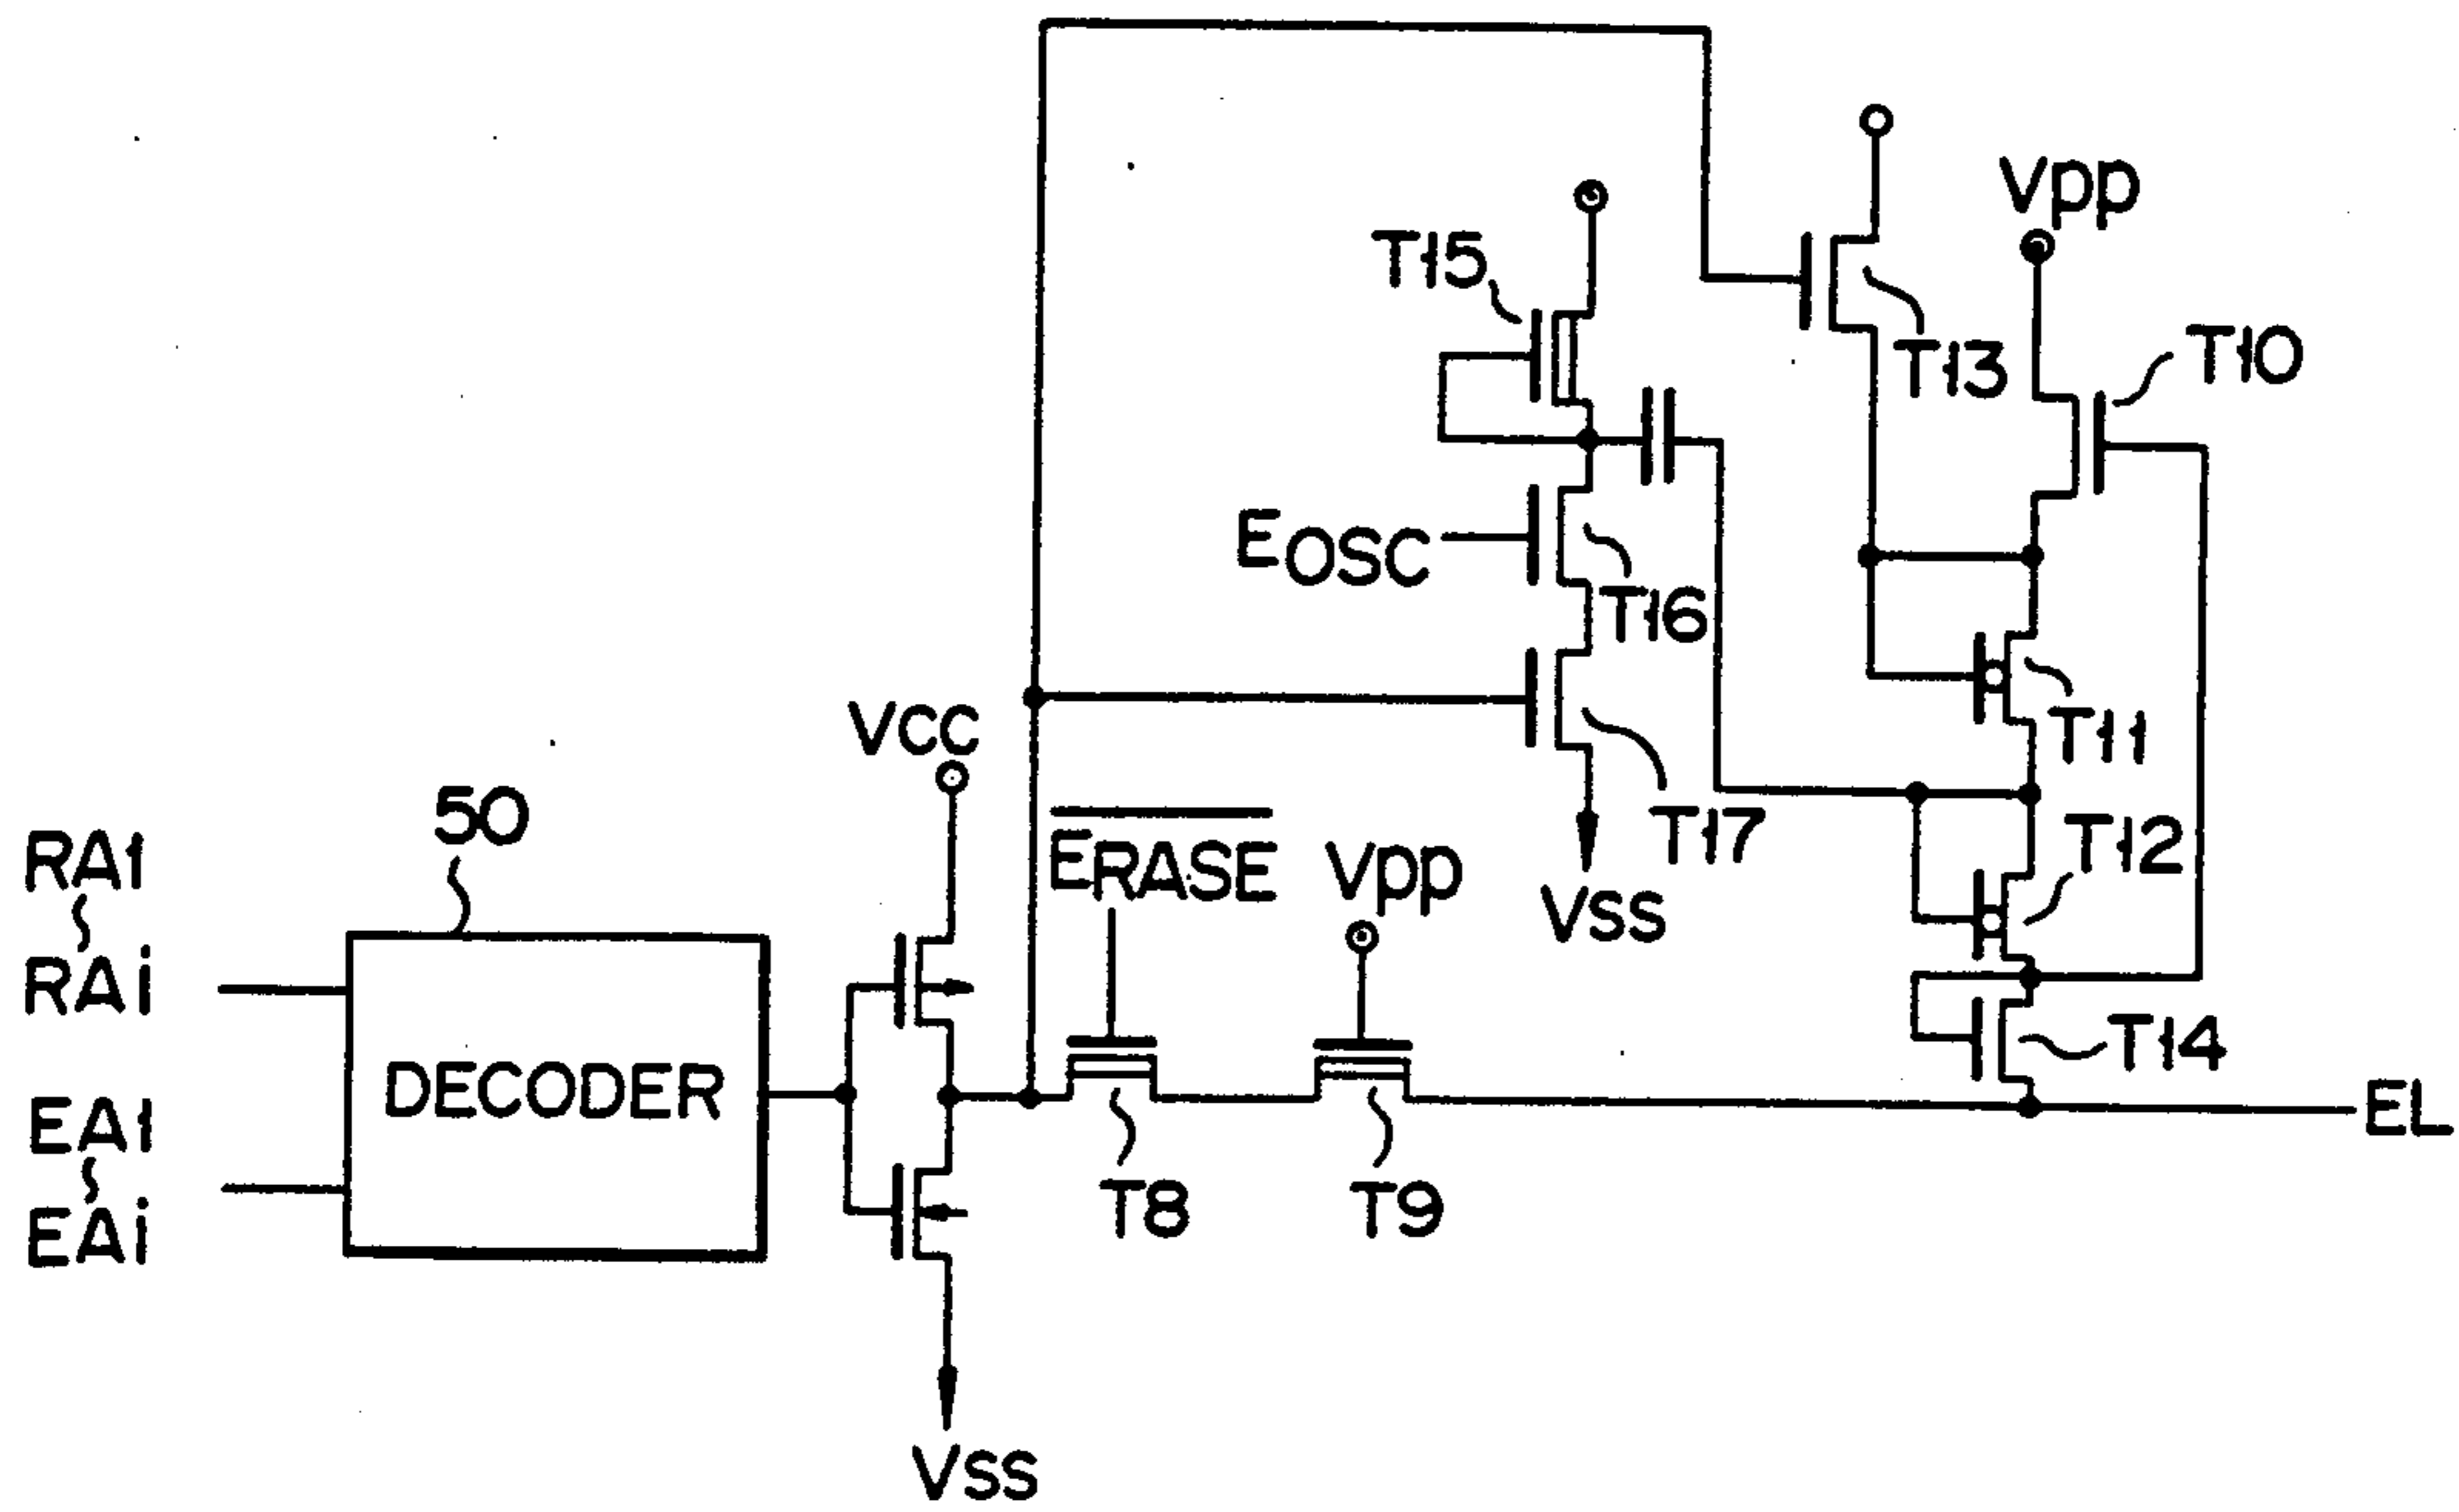 Vpp
T15
T13
T10
EOSC
T16
T11
VCC
T17
T12
50
ERASE
Vpp
VSS
RA1
RAi
DECODER
T14
EA1
EL
EAi
T8
T9
VSS